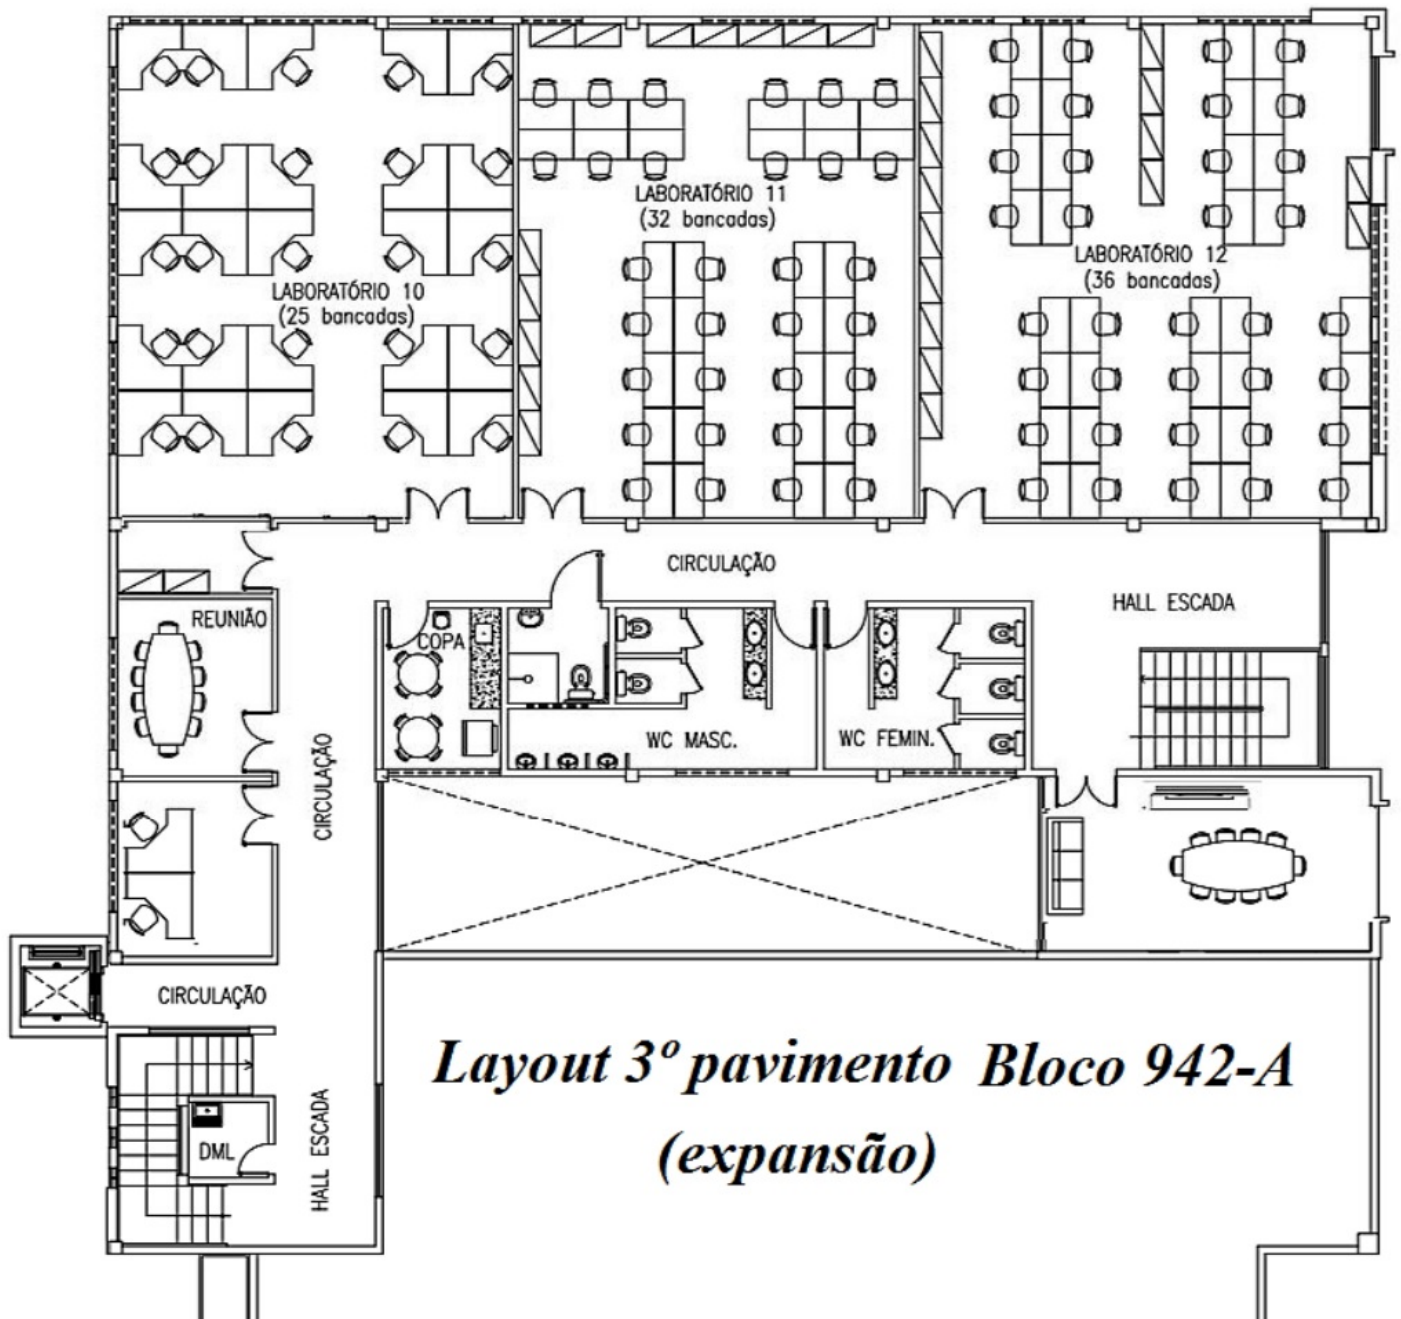 LABORATÓRIO 11
(32 bancadas)
LABORATÓRIO 12
(36 bancadas)
LABORATÓRIO 10
(25 bancadas)
CIRCULAÇÃO
HALL ESCADA
REUNIÃO
COPA
WC MASC.
WC FEMIN.
CIRCULAÇÃO
CIRCULAÇÃO
Layout 3º pavimento Bloco 942-A
(expansão)
DML
HALL ESCADA